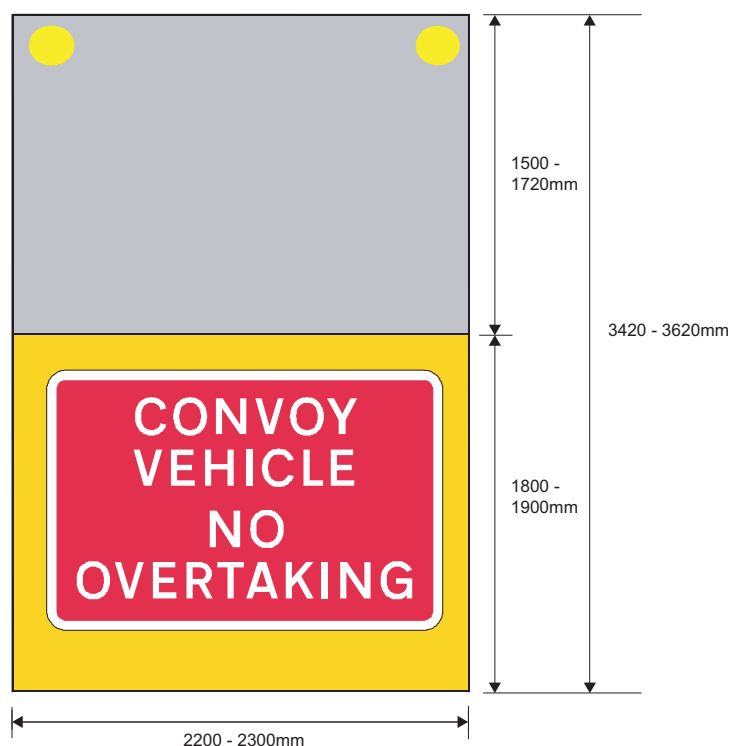 1500 -
1720mm
3420 - 3620mm
CONVOY
VEHICLE
NO
OVERTAKING
1800 -
1900mm
2200 - 2300mm